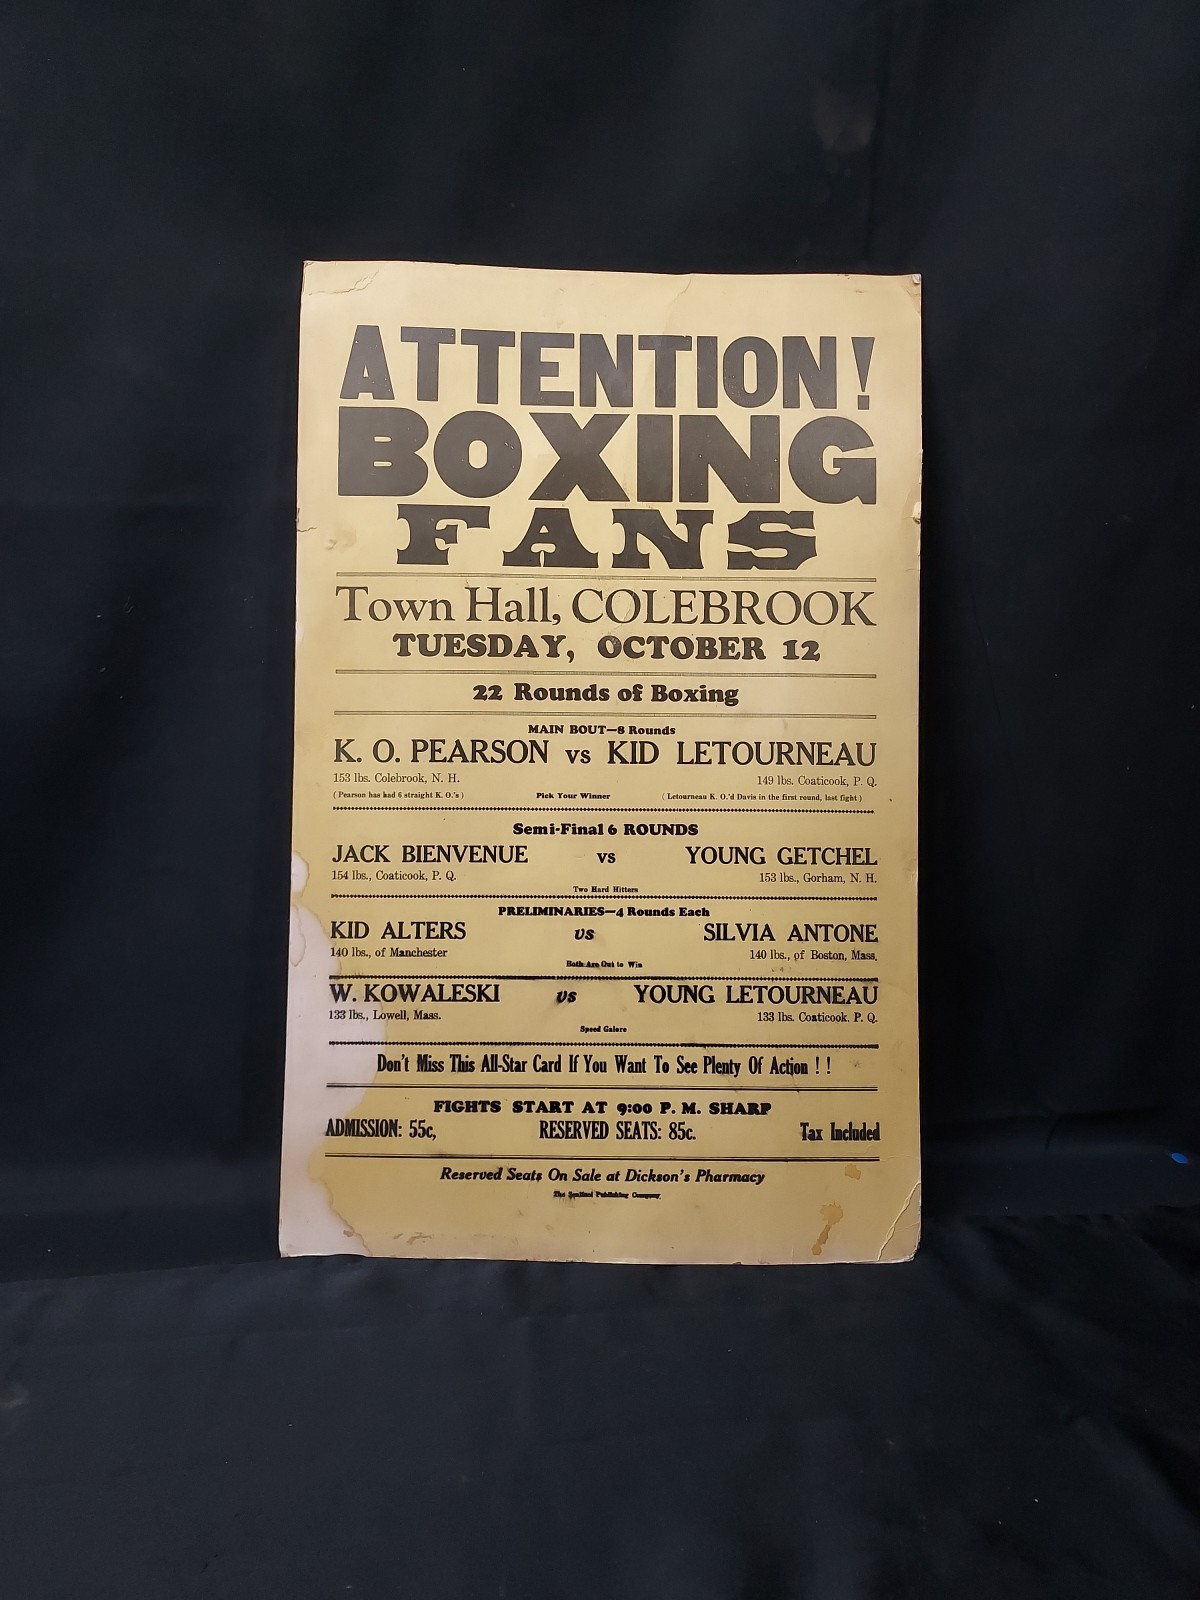 ATTENTION!
BOXING
FANS
Town Hall, COLEBROOK
TUESDAY, OCTOBER 12
22 Rounds of Boxing
MAIN BOUT—8 Rounds
K. O. PEARSON vs KID LETOURNEAU
153 lbs. Colebrook, N. H. 149 lbs. Coaticook, P. Q.
( Pearson has had 6 straight K. O.'s ) Pick Your Winner ( Letourneau K. O.'d Davis in the first round, last fight )
Semi-Final 6 ROUNDS
JACK BIENVENUE vs YOUNG GETCHEL
154 lbs., Coaticook, P. Q. 153 lbs., Gorham, N. H.
Two Hard Hitters
PRELIMINARIES—4 Rounds Each
KID ALTERS vs SILVIA ANTONE
140 lbs., of Manchester 140 lbs., of Boston, Mass.
Both Are Out to Win
W. KOWALESKI vs YOUNG LETOURNEAU
133 lbs., Lowell, Mass. 133 lbs. Coaticook, P. Q.
Speed Galore
Don't Miss This All-Star Card If You Want To See Plenty Of Action ! !
FIGHTS START AT 9:00 P. M. SHARP
ADMISSION: 55c, RESERVED SEATS: 85c. Tax Included
Reserved Seats On Sale at Dickson's Pharmacy
The Publishing Company